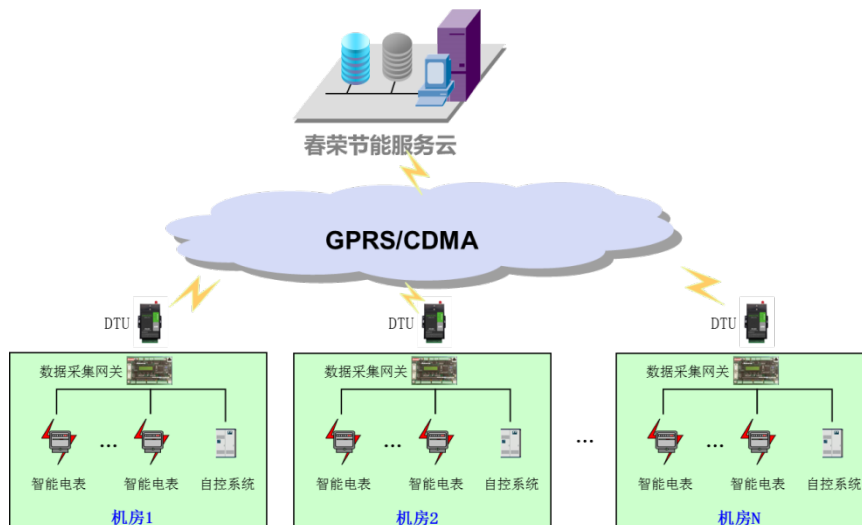 春荣节能服务云
GPRS/CDMA
DTU
DTU
DTU
数据采集网关
数据采集网关
数据采集网关
...
...
...
...
智能电表
智能电表
自控系统
智能电表
智能电表
自控系统
智能电表
智能电表
自控系统
机房1
机房2
机房N